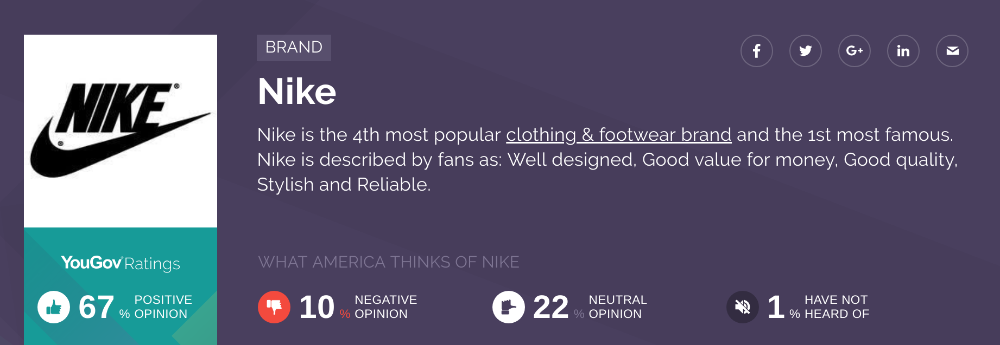 NIKE®
®
BRAND
Nike
Nike is the 4th most popular clothing & footwear brand and the 1st most famous.
Nike is described by fans as: Well designed, Good value for money, Good quality,
Stylish and Reliable.
YouGov® Ratings
67 % POSITIVE
OPINION
WHAT AMERICA THINKS OF NIKE
10 % NEGATIVE
OPINION
22 % NEUTRAL
OPINION
1 % HAVE NOT
HEARD OF
f
G+
in